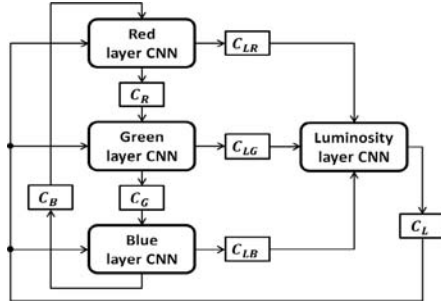 Red
layer CNN
C_LR
C_R
Green
layer CNN
C_LG
Luminosity
layer CNN
C_B
C_G
C_L
Blue
layer CNN
C_LB